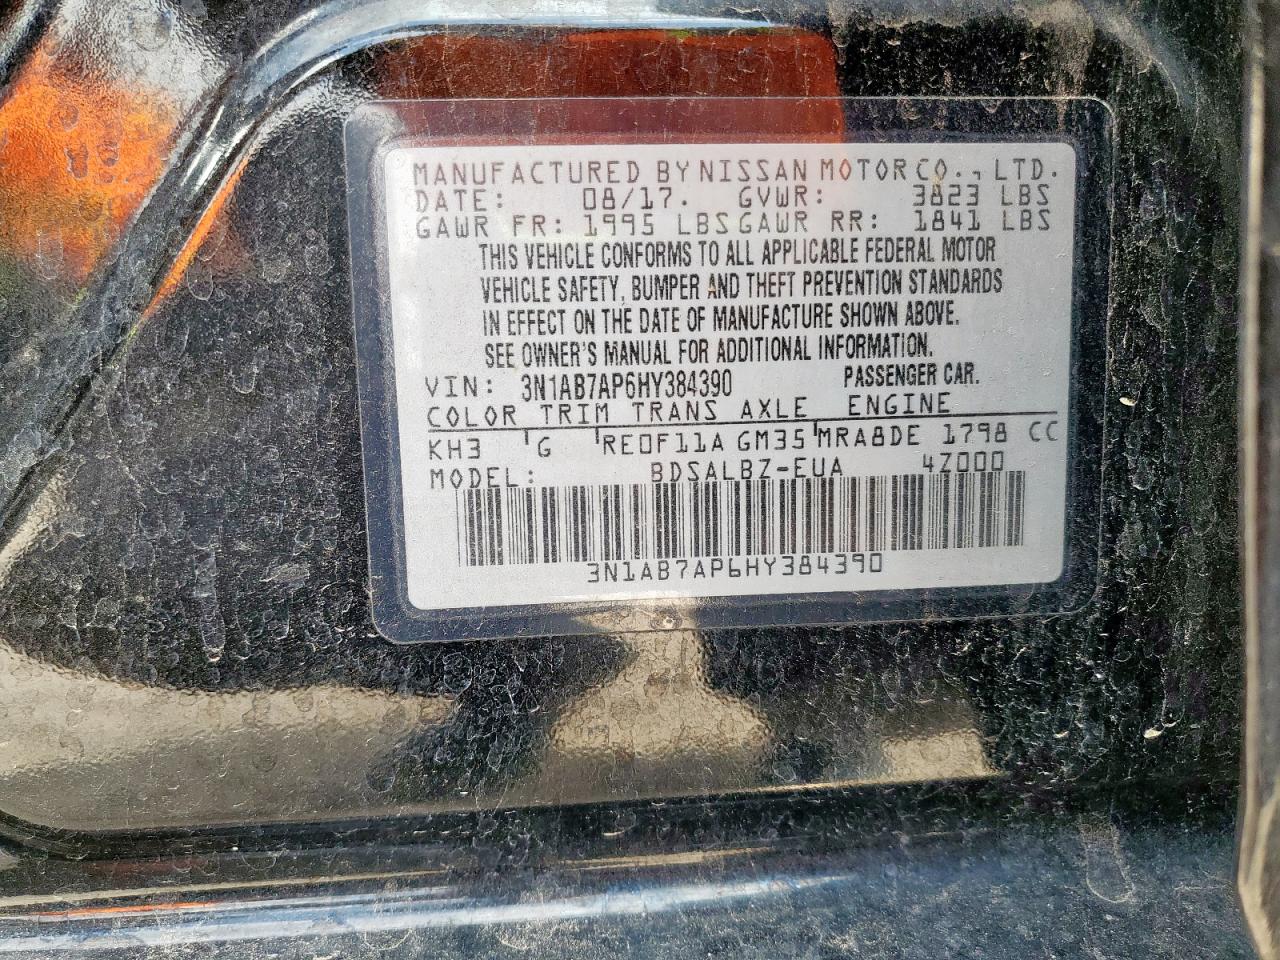 MANUFACTURED BY NISSAN MOTOR CO., LTD.
DATE: 08/17. GVWR: 3823 LBS
GAWR FR: 1995 LBS GAWR RR: 1841 LBS
THIS VEHICLE CONFORMS TO ALL APPLICABLE FEDERAL MOTOR
VEHICLE SAFETY, BUMPER AND THEFT PREVENTION STANDARDS
IN EFFECT ON THE DATE OF MANUFACTURE SHOWN ABOVE.
SEE OWNER'S MANUAL FOR ADDITIONAL INFORMATION.
VIN: 3N1AB7AP6HY384390 PASSENGER CAR.
COLOR TRIM TRANS AXLE ENGINE
KH3 G RE0F11A GM35 MRA8DE 1798 CC
MODEL: BDSALBZ-EUA 4Z000
3N1AB7AP6HY384390